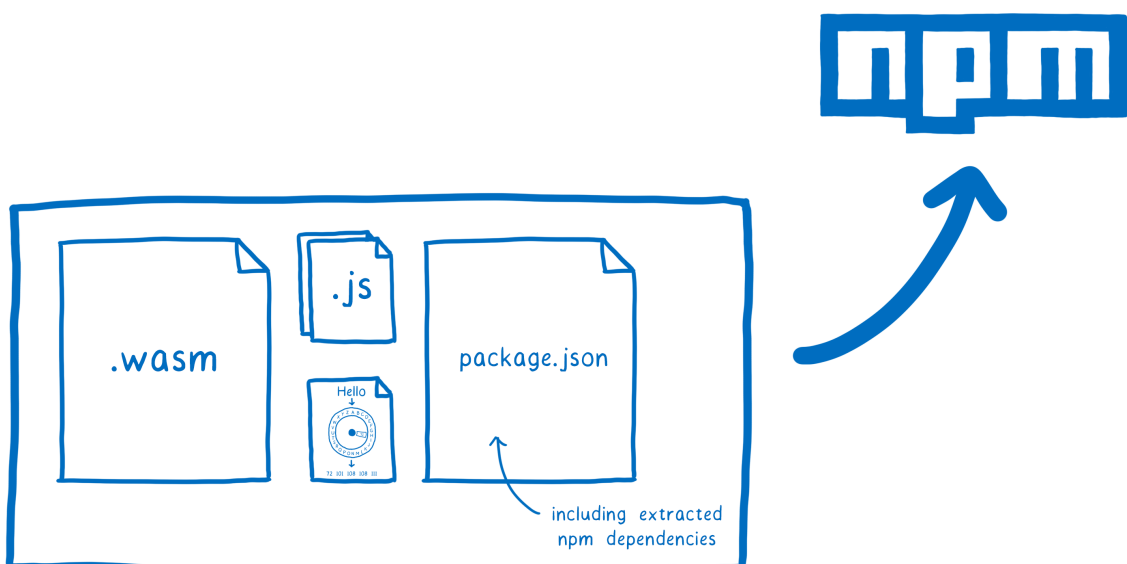 npm
.js
.wasm
package.json
Hello
72 101 108 108 111
including extracted
npm dependencies